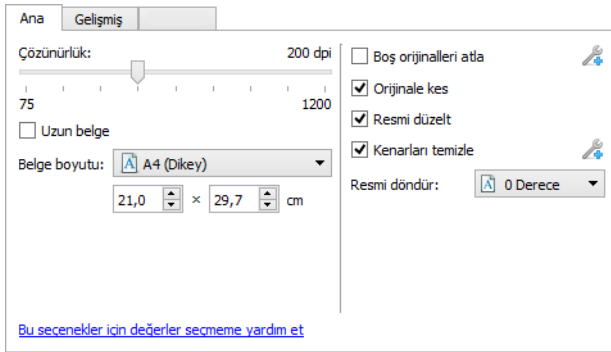 Ana
Gelişmiş
Çözünürlük:
200 dpi
75
1200
Uzun belge
Belge boyutu:
A4 (Dikey)
21,0
×
29,7
cm
Bu seçenekler için değerler seçmeme yardım et
Boş orijinalleri atla
Orijinale kes
Resmi düzelt
Kenarları temizle
Resmi döndür:
0 Derece